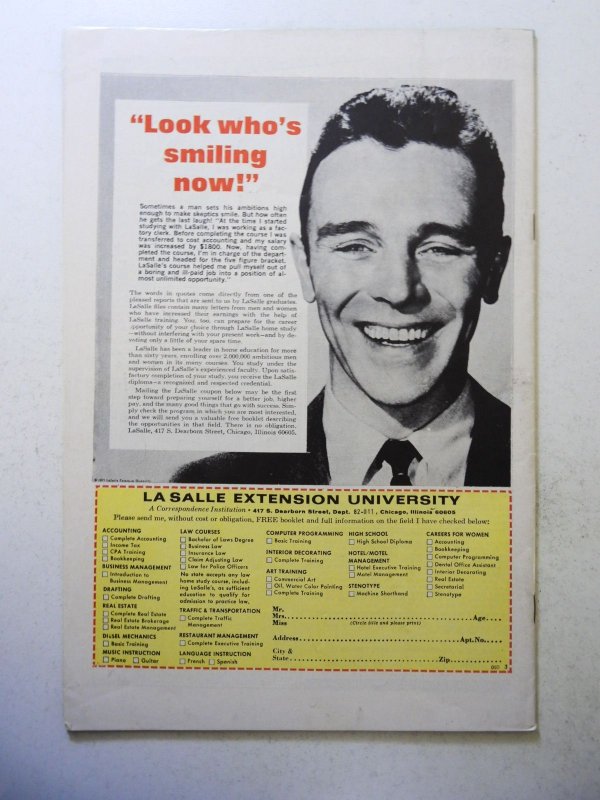 “Look who’s
smiling
now!”
Sometimes a man sets his ambitions high
enough to make skeptics smile. But how often
he gets the last laugh! “At the time I started
studying with LaSalle, I was working as a fac-
tory clerk. Before completing the course I was
transferred to cost accounting and my salary
was increased by $1800. Now, having com-
pleted the course, I’m in charge of the depart-
ment and headed for the five figure bracket.
LaSalle’s course helped me pull myself out of
a boring and ill-paid job into a position of al-
most unlimited opportunity.”
The words in quotes come directly from one of the
pleased reports that are sent to us by LaSalle graduates.
LaSalle files contain many letters from men and women
who have increased their earnings with the help of
LaSalle training. You, too, can prepare for the career
opportunity of your choice through LaSalle home study
—without interfering with your present work—and by de-
voting only a little of your spare time.
LaSalle has been a leader in home education for more
than sixty years, enrolling over 2,000,000 ambitious men
and women in its many courses. You study under the
supervision of LaSalle’s experienced faculty. Upon satis-
factory completion of your study, you receive the LaSalle
diploma—a recognized and respected credential.
Mailing the LaSalle coupon below may be the first
step toward preparing yourself for a better job, higher
pay, and the many good things that go with success. Sim-
ply check the program in which you are most interested,
and we will send you a valuable free booklet describing
the opportunities in that field. There is no obligation.
LaSalle, 417 S. Dearborn Street, Chicago, Illinois 60605.
LA SALLE EXTENSION UNIVERSITY
A Correspondence Institution • 417 S. Dearborn Street, Dept. 82-011, Chicago, Illinois 60605
Please send me, without cost or obligation, FREE booklet and full information on the field I have checked below:
ACCOUNTING
Complete Accounting
Income Tax
CPA Training
Bookkeeping
BUSINESS MANAGEMENT
Introduction to
Business Management
DRAFTING
Complete Drafting
REAL ESTATE
Complete Real Estate
Real Estate Brokerage
Real Estate Management
DIESEL MECHANICS
Basic Training
MUSIC INSTRUCTION
Piano Guitar
LAW COURSES
Bachelor of Laws Degree
Business Law
Insurance Law
Claim Adjusting Law
Law for Police Officers
No state accepts any law
home study course, includ-
ing LaSalle’s, as sufficient
education to qualify for
admission to practice law.
TRAFFIC & TRANSPORTATION
Complete Traffic
Management
RESTAURANT MANAGEMENT
Complete Executive Training
LANGUAGE INSTRUCTION
French Spanish
COMPUTER PROGRAMMING
Basic Training
INTERIOR DECORATING
Complete Training
ART TRAINING
Commercial Art
Oil, Water Color Painting
Complete Training
HIGH SCHOOL
High School Diploma
HOTEL/MOTEL
MANAGEMENT
Hotel Executive Training
Motel Management
STENOTYPE
Machine Shorthand
CAREERS FOR WOMEN
Accounting
Bookkeeping
Computer Programming
Dental Office Assistant
Interior Decorating
Real Estate
Secretarial
Stenotype
Mr.
Mrs. Age
Miss (Circle title and please print)
Address Apt.No.
City &
State Zip
3